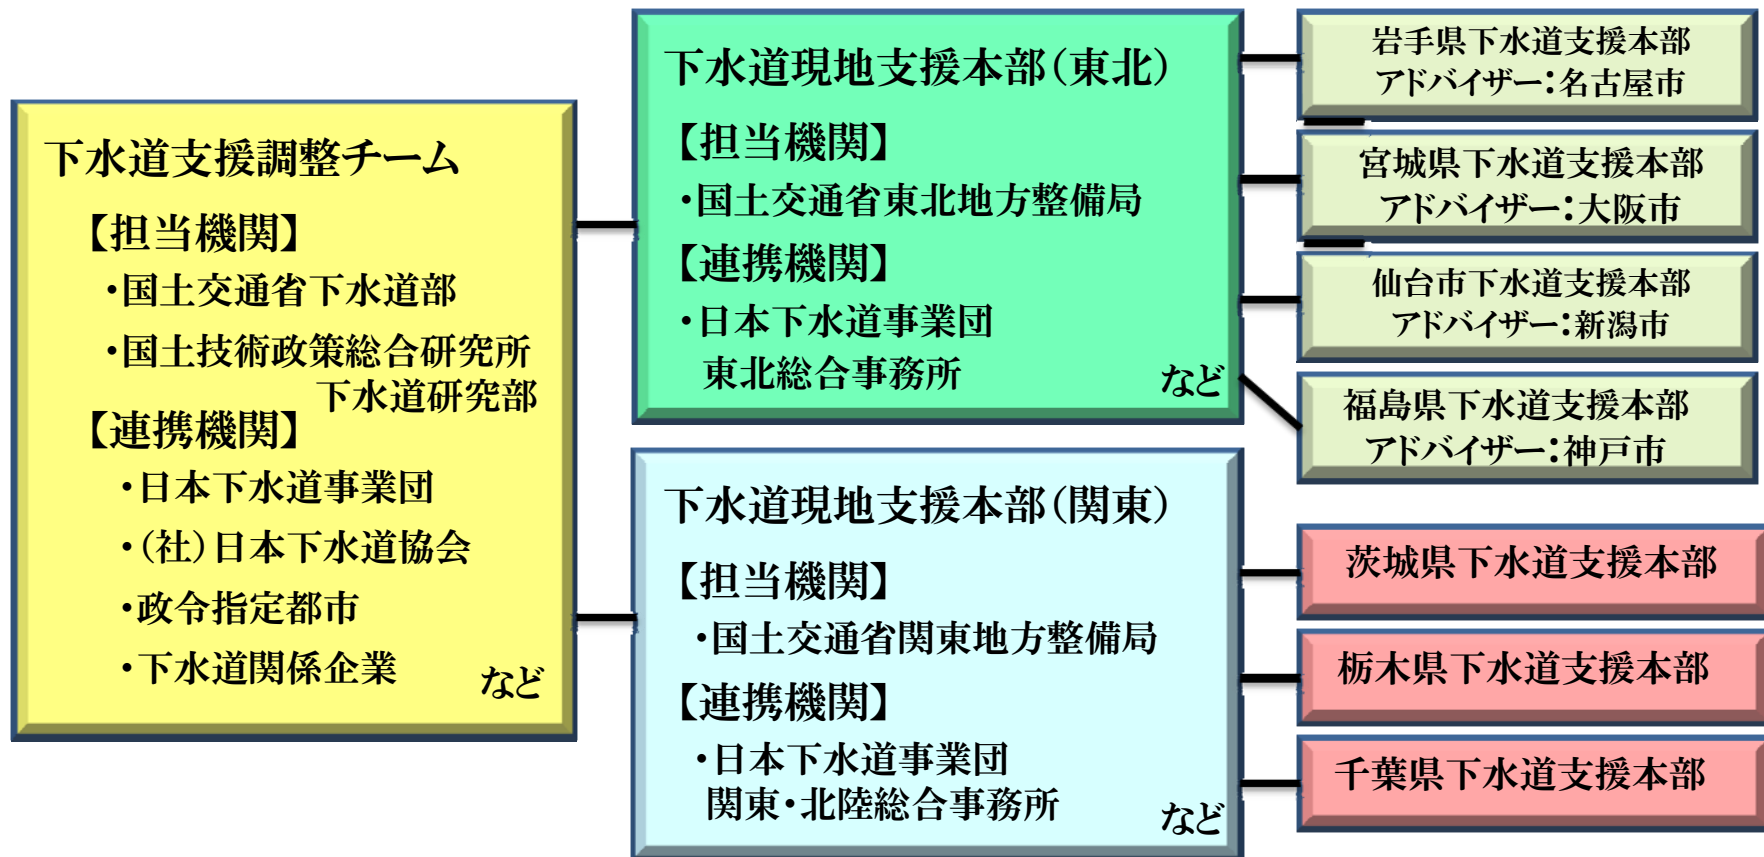 下水道支援調整チーム
【担当機関】
・国土交通省下水道部
・国土技術政策総合研究所
下水道研究部
【連携機関】
・日本下水道事業団
・(社)日本下水道協会
・政令指定都市
・下水道関係企業
など
下水道現地支援本部(東北)
【担当機関】
・国土交通省東北地方整備局
【連携機関】
・日本下水道事業団
東北総合事務所
など
下水道現地支援本部(関東)
【担当機関】
・国土交通省関東地方整備局
【連携機関】
・日本下水道事業団
関東・北陸総合事務所
など
岩手県下水道支援本部
アドバイザー:名古屋市
宮城県下水道支援本部
アドバイザー:大阪市
仙台市下水道支援本部
アドバイザー:新潟市
福島県下水道支援本部
アドバイザー:神戸市
茨城県下水道支援本部
栃木県下水道支援本部
千葉県下水道支援本部